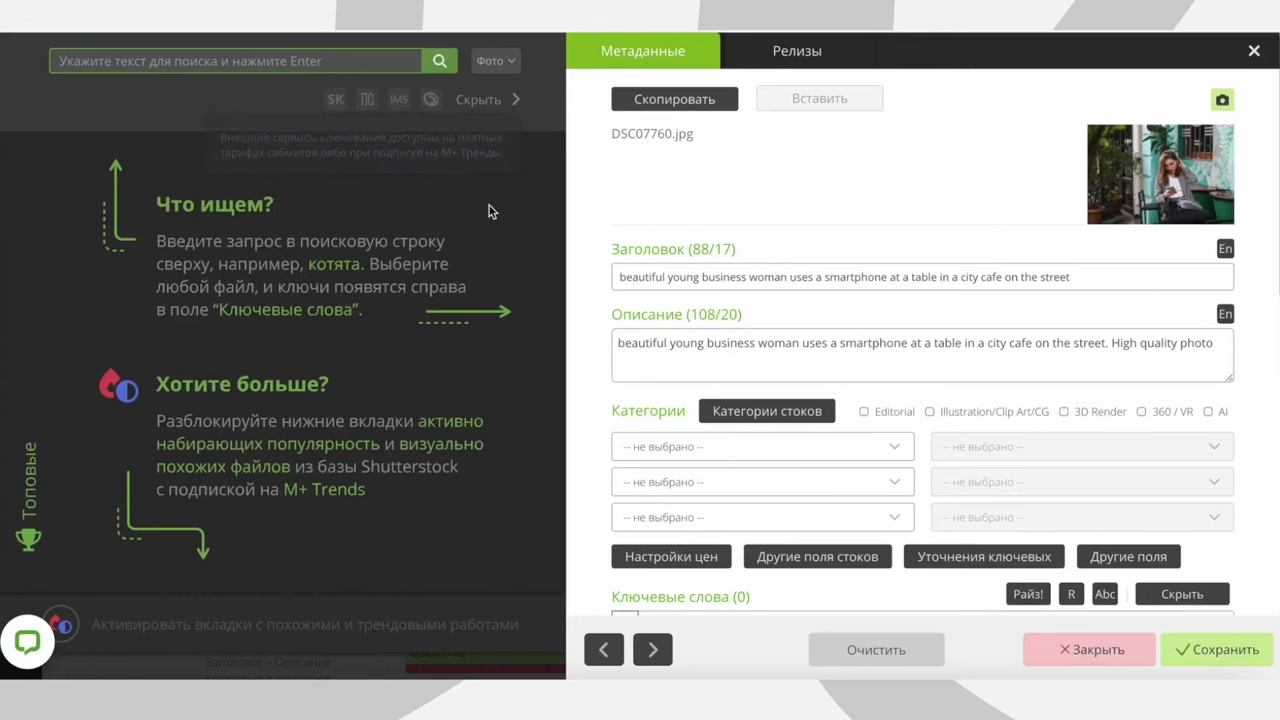 Укажите текст для поиска и нажмите Enter
Фото
SK ПС IMS
Скрыть
Внешние сервисы ключевания доступны на платных
тарифах сабмитов либо при подписке на M+ Тренды.
Что ищем?
Введите запрос в поисковую строку
сверху, например, котята. Выберите
любой файл, и ключи появятся справа
в поле “Ключевые слова”.
Хотите больше?
Разблокируйте нижние вкладки активно
набирающих популярность и визуально
похожих файлов из базы Shutterstock
с подпиской на M+ Trends
Топовые
Активировать вкладки с похожими и трендовыми работами
Заголовок – Описание
Метаданные
Релизы
Скопировать
Вставить
DSC07760.jpg
Заголовок (88/17)
En
beautiful young business woman uses a smartphone at a table in a city cafe on the street
Описание (108/20)
En
beautiful young business woman uses a smartphone at a table in a city cafe on the street. High quality photo
Категории
Категории стоков
Editorial
Illustration/Clip Art/CG
3D Render
360 / VR
AI
-- не выбрано --
-- не выбрано --
-- не выбрано --
-- не выбрано --
-- не выбрано --
-- не выбрано --
Настройки цен
Другие поля стоков
Уточнения ключевых
Другие поля
Ключевые слова (0)
Райз!
R
Abc
Скрыть
Очистить
Закрыть
Сохранить